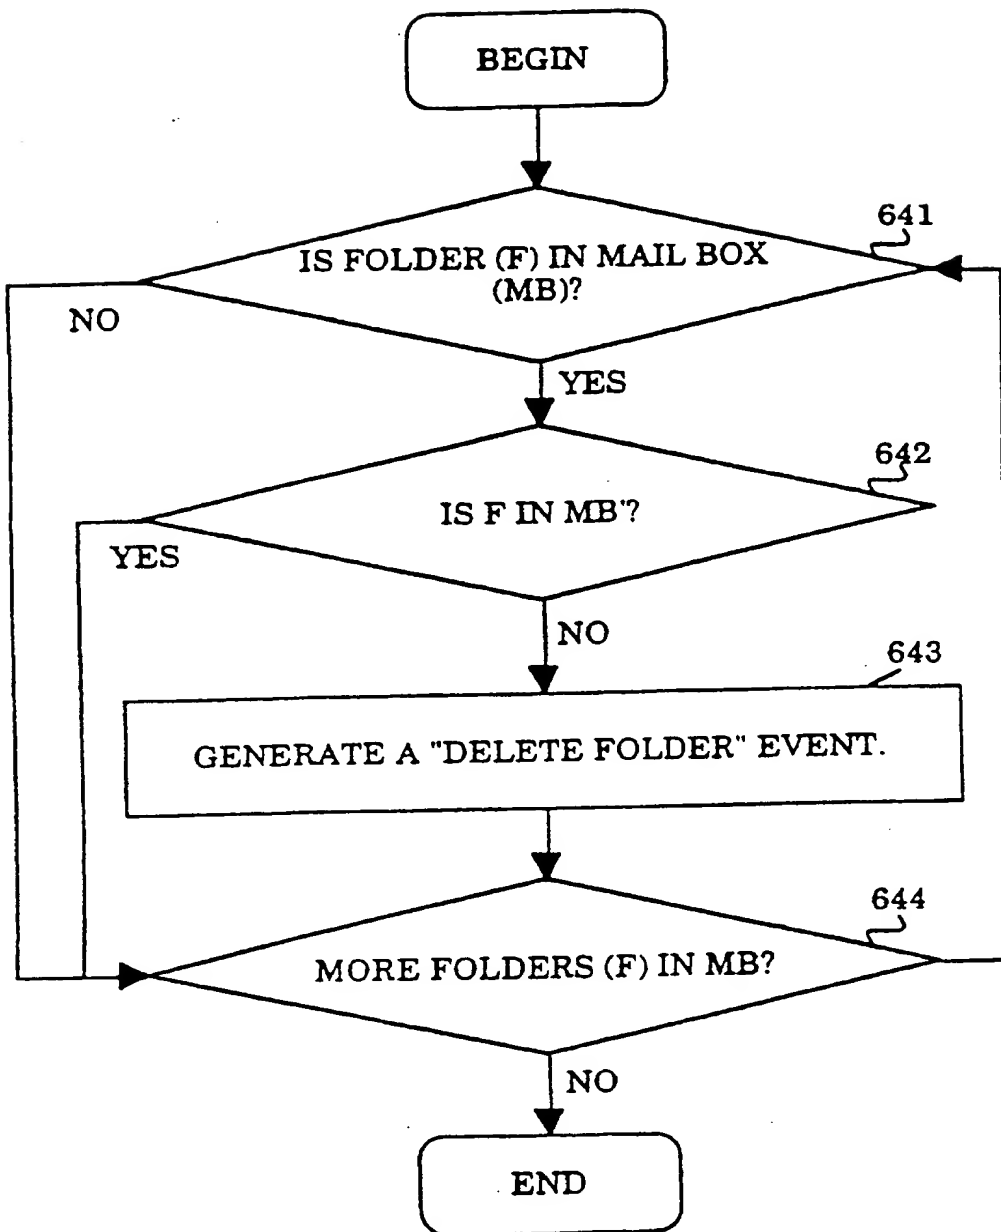 BEGIN
641
IS FOLDER (F) IN MAIL BOX
(MB)?
NO
YES
642
IS F IN MB'?
YES
NO
643
GENERATE A "DELETE FOLDER" EVENT.
644
MORE FOLDERS (F) IN MB?
NO
END